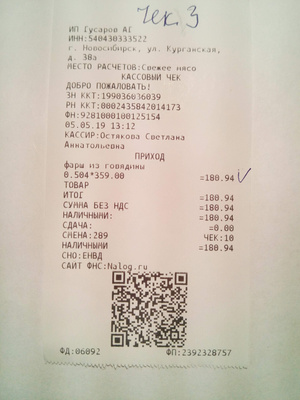 Чек. 3
ИП Гусаров АГ
ИНН:540430333522
г. Новосибирск, ул. Курганская,
д. 38а
МЕСТО РАСЧЕТОВ:Свежее мясо
КАССОВЫЙ ЧЕК
ДОБРО ПОЖАЛОВАТЬ!
ЗН ККТ:199036036039
РН ККТ:0002435842014173
ФН:9281000100125154
05.05.19 13:12
КАССИР:Остякова Светлана
Аннатольевна
ПРИХОД
фарш из говядины
0.504*359.00 =180.94
ТОВАР
ИТОГ =180.94
СУММА БЕЗ НДС =180.94
НАЛИЧНЫМИ: =180.94
СДАЧА: =0.00
СМЕНА:289 ЧЕК:10
НАЛИЧНЫМИ =180.94
СНО:ЕНВД
САЙТ ФНС:Nalog.ru
ФД:06092 ФП:2392328757